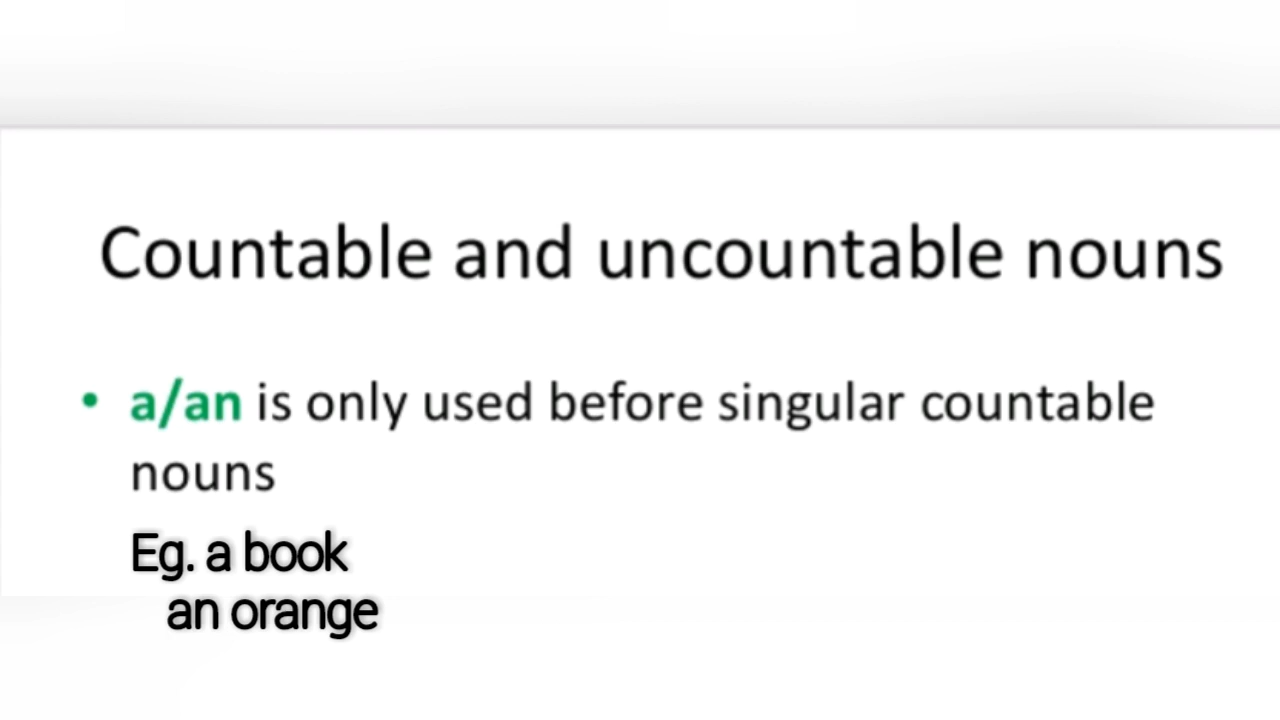 Countable and uncountable nouns
• a/an is only used before singular countable
nouns
Eg. a book
an orange